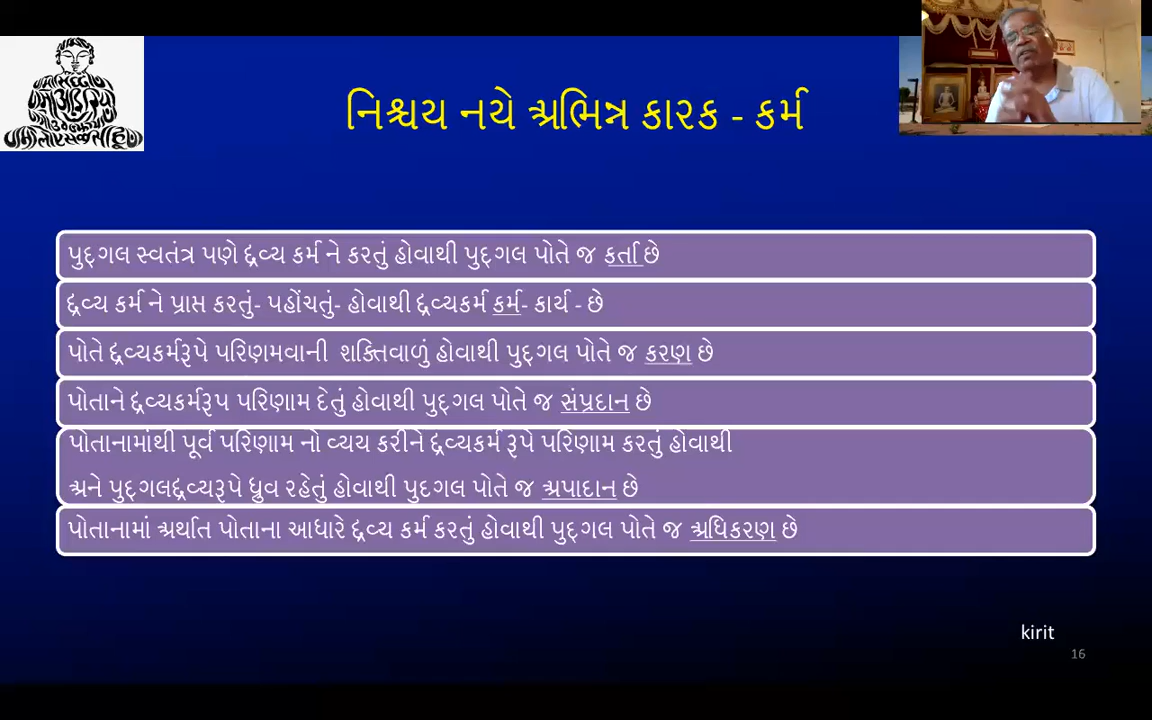 નિશ્ચય નયે અભિન્ન કારક - કર્મ
પુદ્ગલ સ્વતંત્ર પણે દ્રવ્ય કર્મ ને કરતું હોવાથી પુદ્ગલ પોતે જ કર્તા છે
દ્રવ્ય કર્મ ને પ્રાપ્ત કરતું- પહોંચતું- હોવાથી દ્રવ્યકર્મ કર્મ- કાર્ય - છે
પોતે દ્રવ્યકર્મરૂપે પરિણમવાની શક્તિવાળું હોવાથી પુદ્ગલ પોતે જ કરણ છે
પોતાને દ્રવ્યકર્મરૂપ પરિણામ દેતું હોવાથી પુદ્ગલ પોતે જ સંપ્રદાન છે
પોતાનામાંથી પૂર્વ પરિણામ નો વ્યય કરીને દ્રવ્યકર્મ રૂપે પરિણામ કરતું હોવાથી
અને પુદ્ગલદ્રવ્યરૂપે ધ્રુવ રહેતું હોવાથી પુદગલ પોતે જ અપાદાન છે
પોતાનામાં અર્થાત પોતાના આધારે દ્રવ્ય કર્મ કરતું હોવાથી પુદ્ગલ પોતે જ અધિકરણ છે
kirit
16